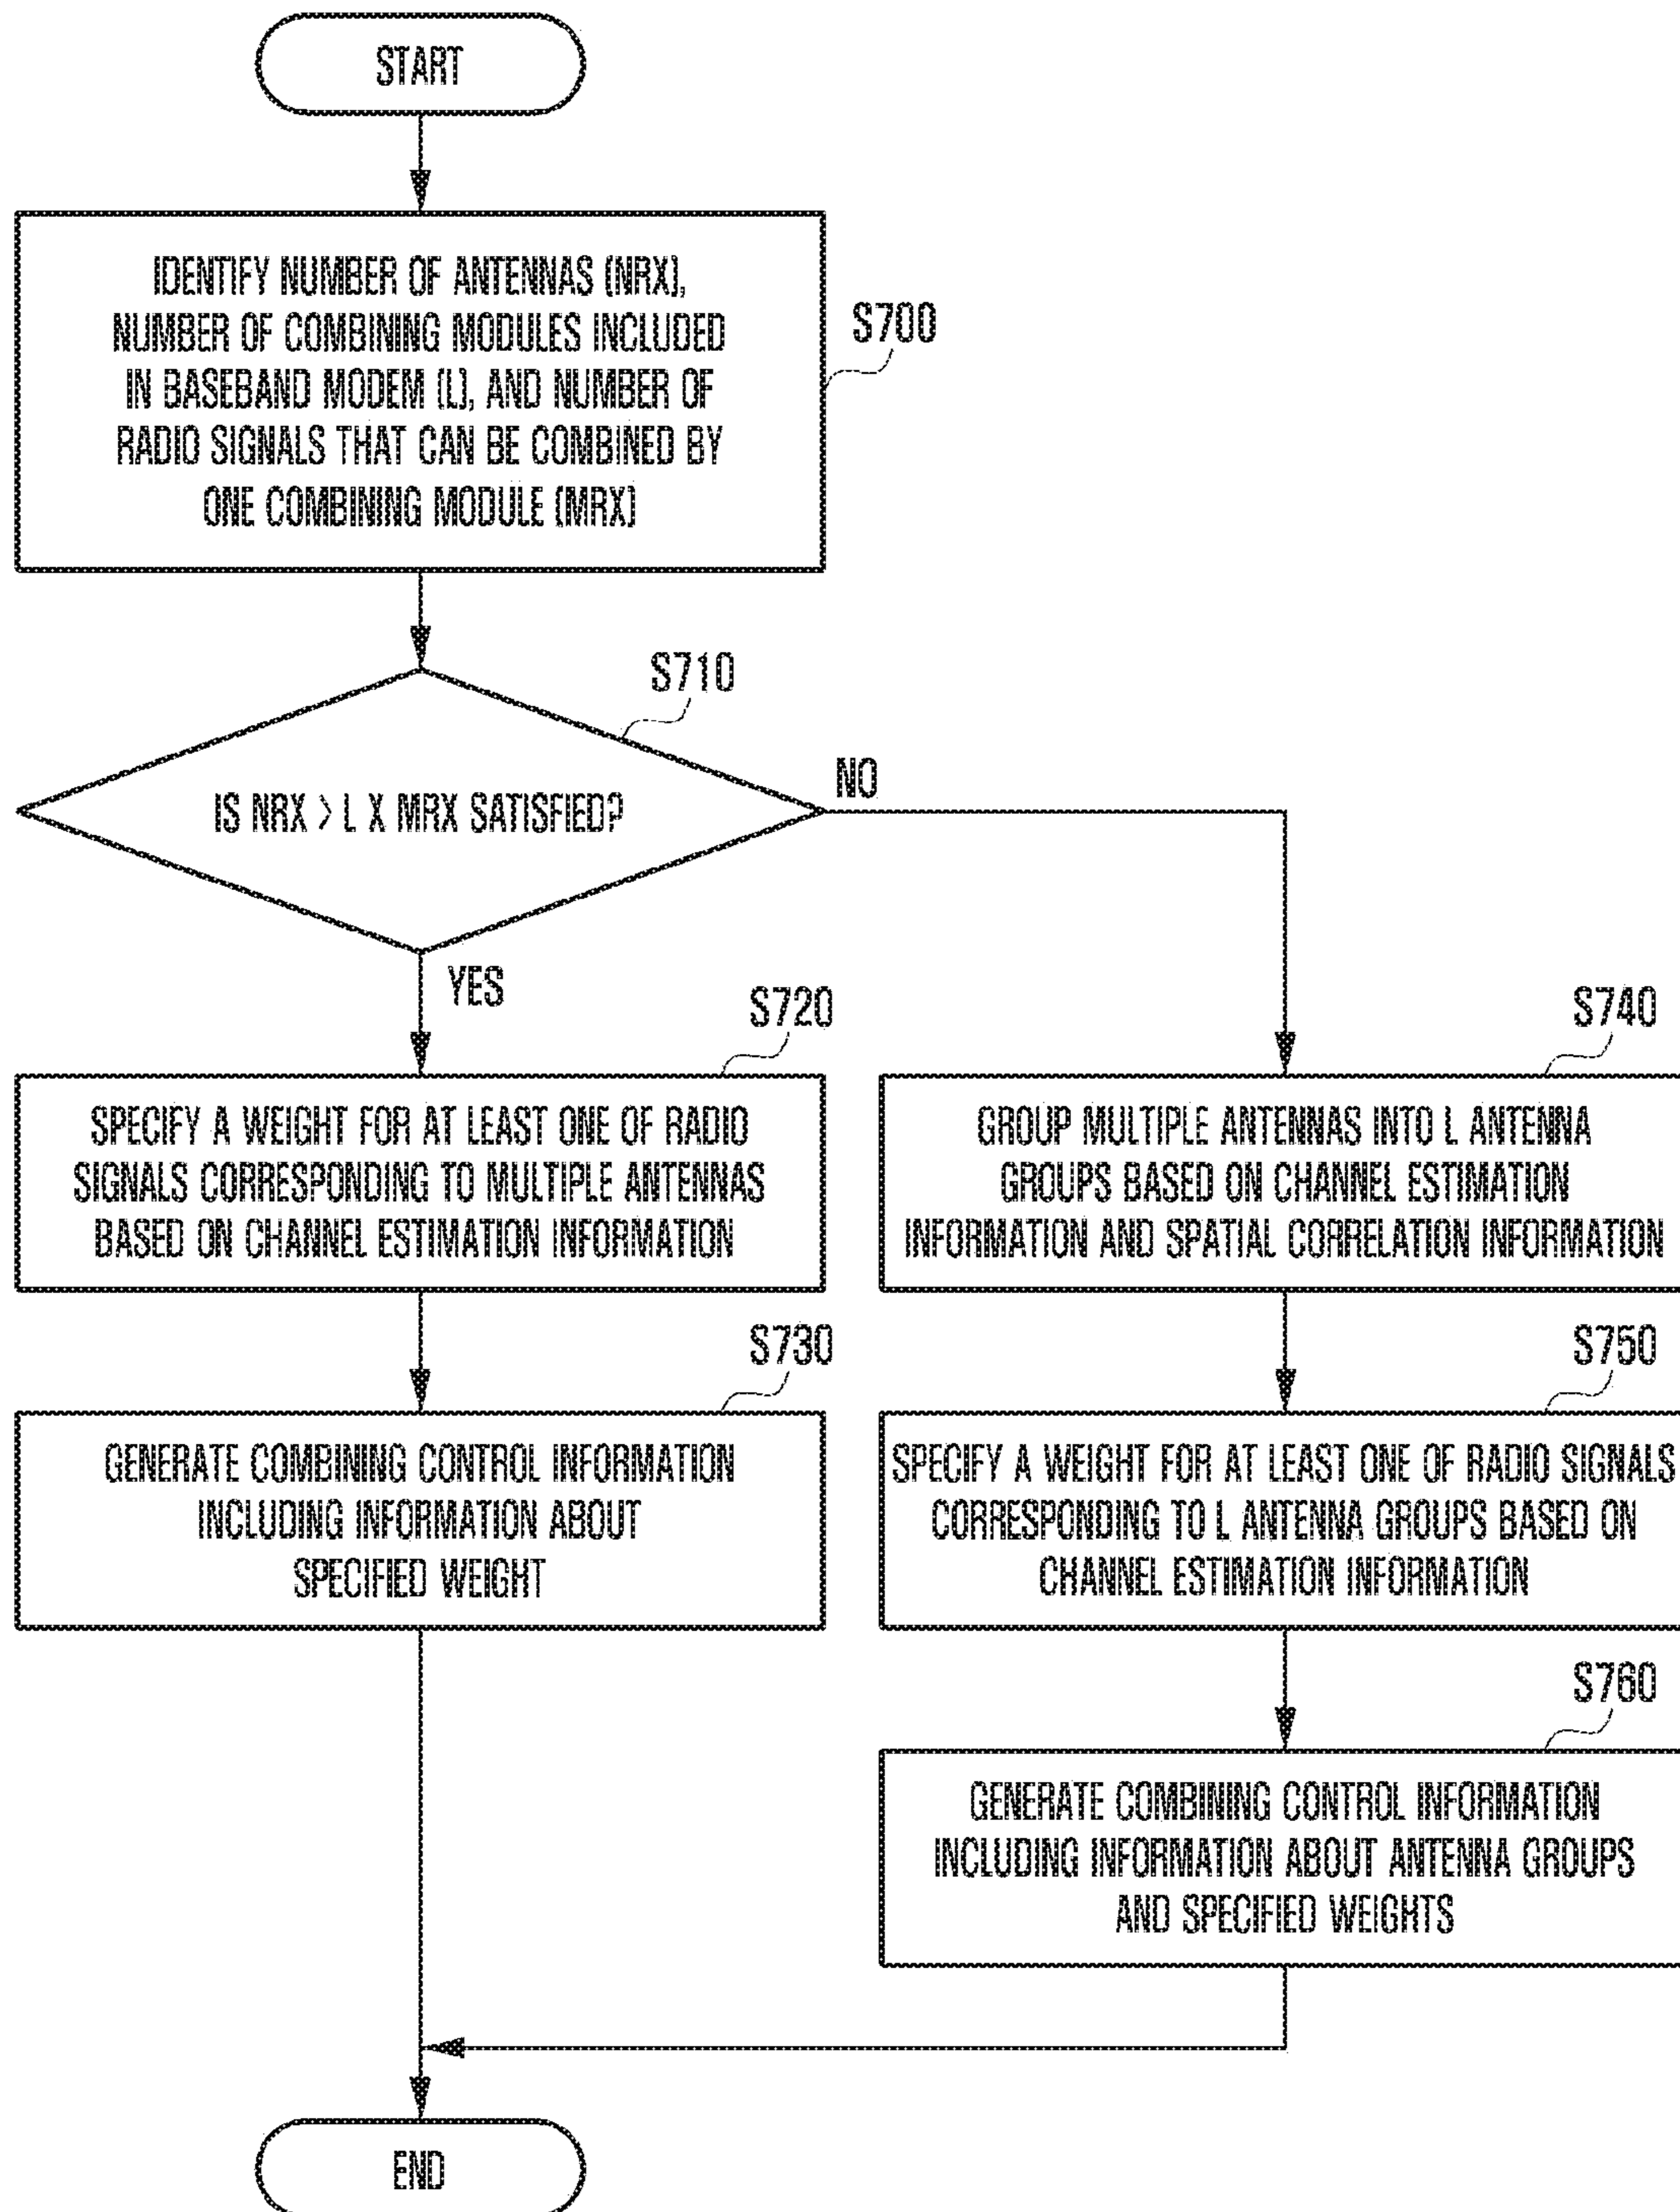 START
IDENTIFY NUMBER OF ANTENNAS (NRX),
NUMBER OF COMBINING MODULES INCLUDED
IN BASEBAND MODEM (L), AND NUMBER OF
RADIO SIGNALS THAT CAN BE COMBINED BY
ONE COMBINING MODULE (MRX)
S700
S710
IS NRX > L X MRX SATISFIED?
NO
YES
S720
SPECIFY A WEIGHT FOR AT LEAST ONE OF RADIO
SIGNALS CORRESPONDING TO MULTIPLE ANTENNAS
BASED ON CHANNEL ESTIMATION INFORMATION
S730
GENERATE COMBINING CONTROL INFORMATION
INCLUDING INFORMATION ABOUT
SPECIFIED WEIGHT
S740
GROUP MULTIPLE ANTENNAS INTO L ANTENNA
GROUPS BASED ON CHANNEL ESTIMATION
INFORMATION AND SPATIAL CORRELATION INFORMATION
S750
SPECIFY A WEIGHT FOR AT LEAST ONE OF RADIO SIGNALS
CORRESPONDING TO L ANTENNA GROUPS BASED ON
CHANNEL ESTIMATION INFORMATION
S760
GENERATE COMBINING CONTROL INFORMATION
INCLUDING INFORMATION ABOUT ANTENNA GROUPS
AND SPECIFIED WEIGHTS
END